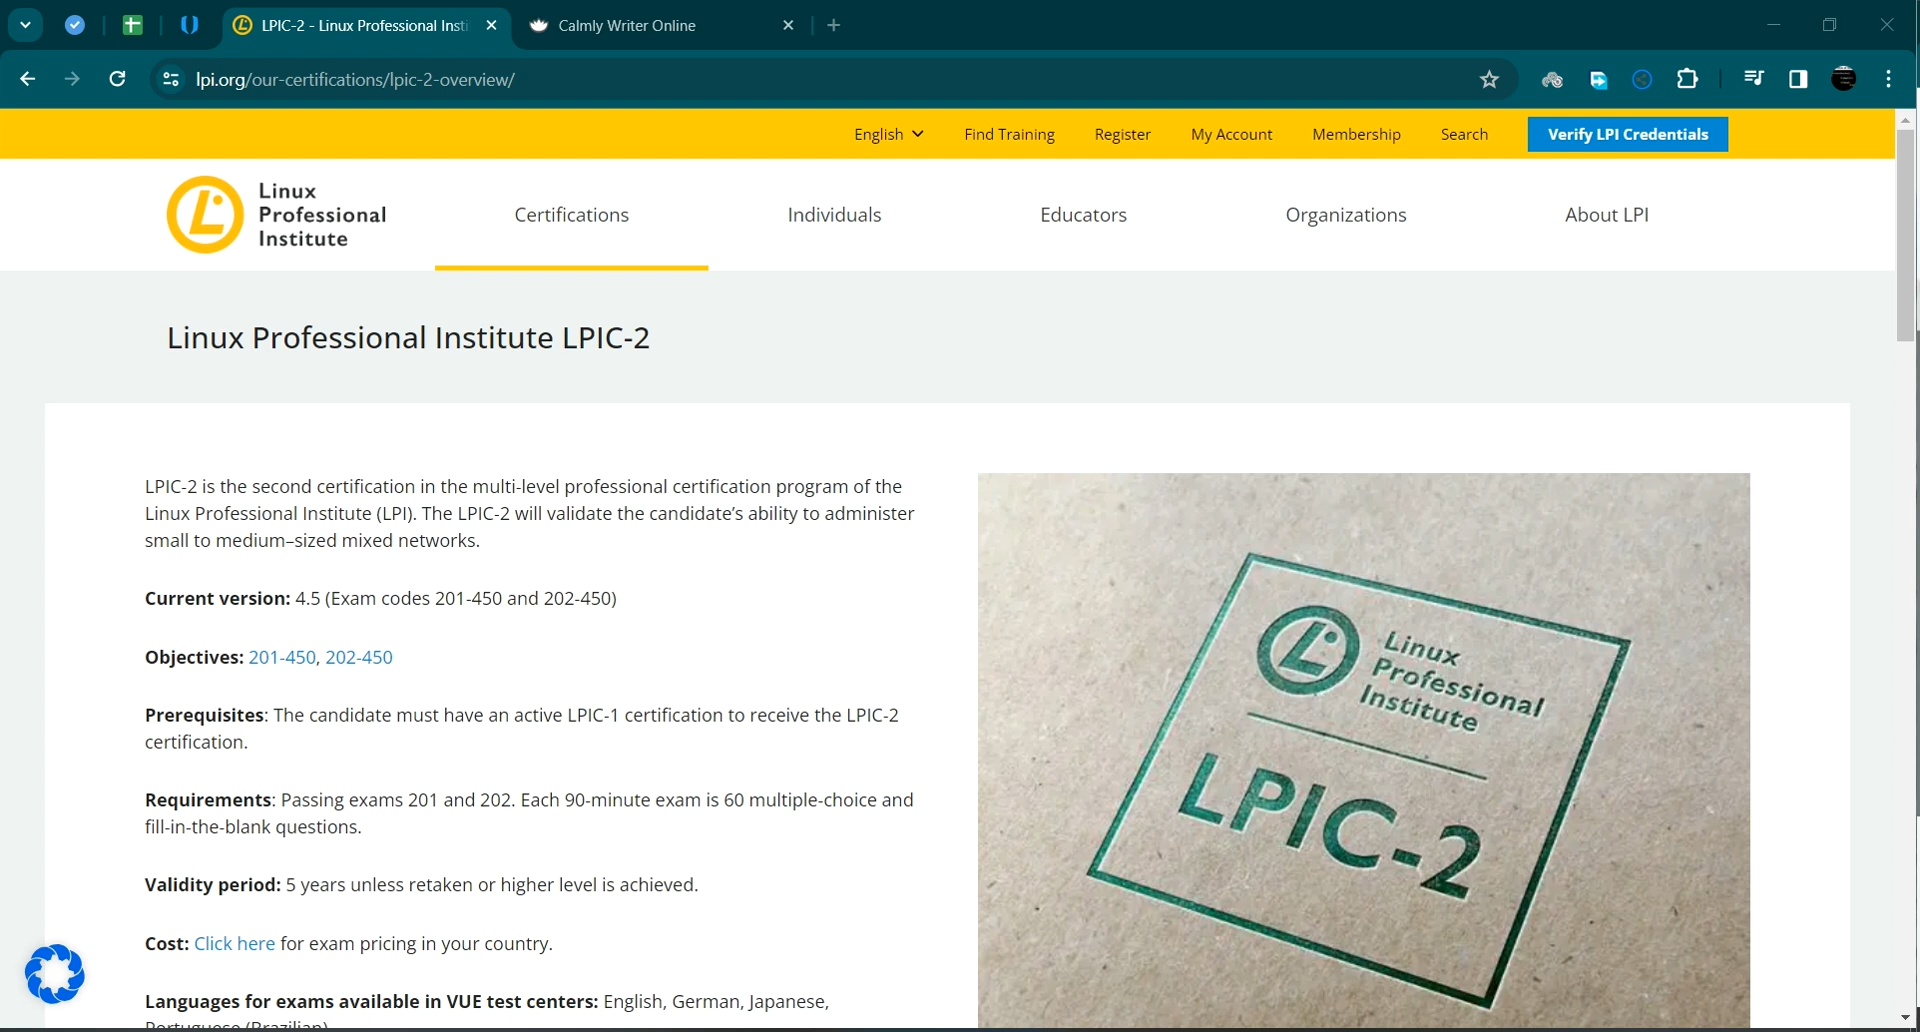 LPIC-2 - Linux Professional Insti
Calmly Writer Online
lpi.org/our-certifications/lpic-2-overview/
English Find Training Register My Account Membership Search Verify LPI Credentials
Linux
Professional
Institute
Certifications Individuals Educators Organizations About LPI
Linux Professional Institute LPIC-2
LPIC-2 is the second certification in the multi-level professional certification program of the
Linux Professional Institute (LPI). The LPIC-2 will validate the candidate’s ability to administer
small to medium–sized mixed networks.
Current version: 4.5 (Exam codes 201-450 and 202-450)
Objectives: 201-450, 202-450
Prerequisites: The candidate must have an active LPIC-1 certification to receive the LPIC-2
certification.
Requirements: Passing exams 201 and 202. Each 90-minute exam is 60 multiple-choice and
fill-in-the-blank questions.
Validity period: 5 years unless retaken or higher level is achieved.
Cost: Click here for exam pricing in your country.
Languages for exams available in VUE test centers: English, German, Japanese,
Portuguese (Brazilian)
Linux
Professional
Institute
LPIC-2